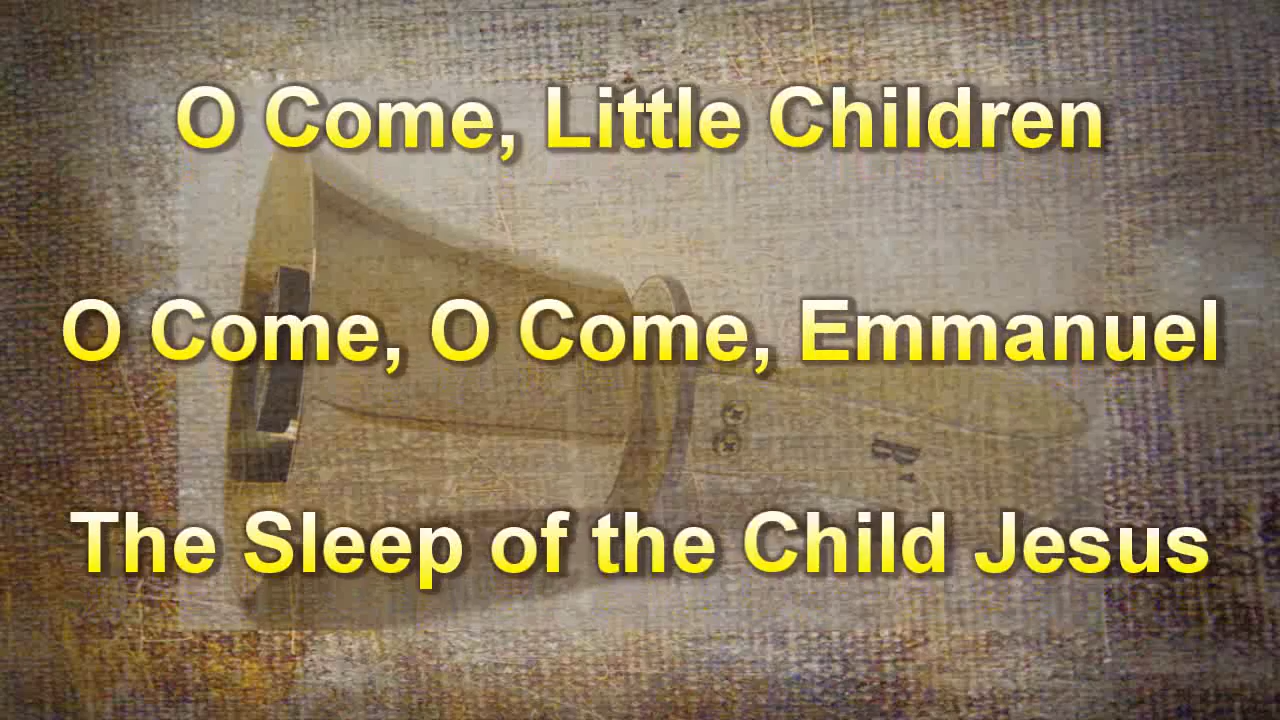 O Come, Little Children
O Come, O Come, Emmanuel
The Sleep of the Child Jesus